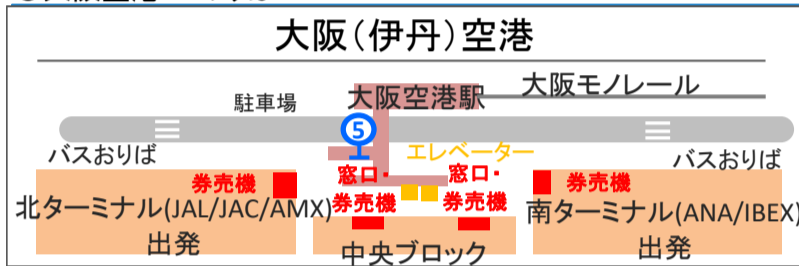 大阪(伊丹)空港
大阪モノレール
大阪空港駅
駐車場
5
エレベーター
バスおりば
バスおりば
窓口・
券売機
窓口・
券売機
券売機
券売機
北ターミナル(JAL/JAC/AMX)
出発
中央ブロック
南ターミナル(ANA/IBEX)
出発